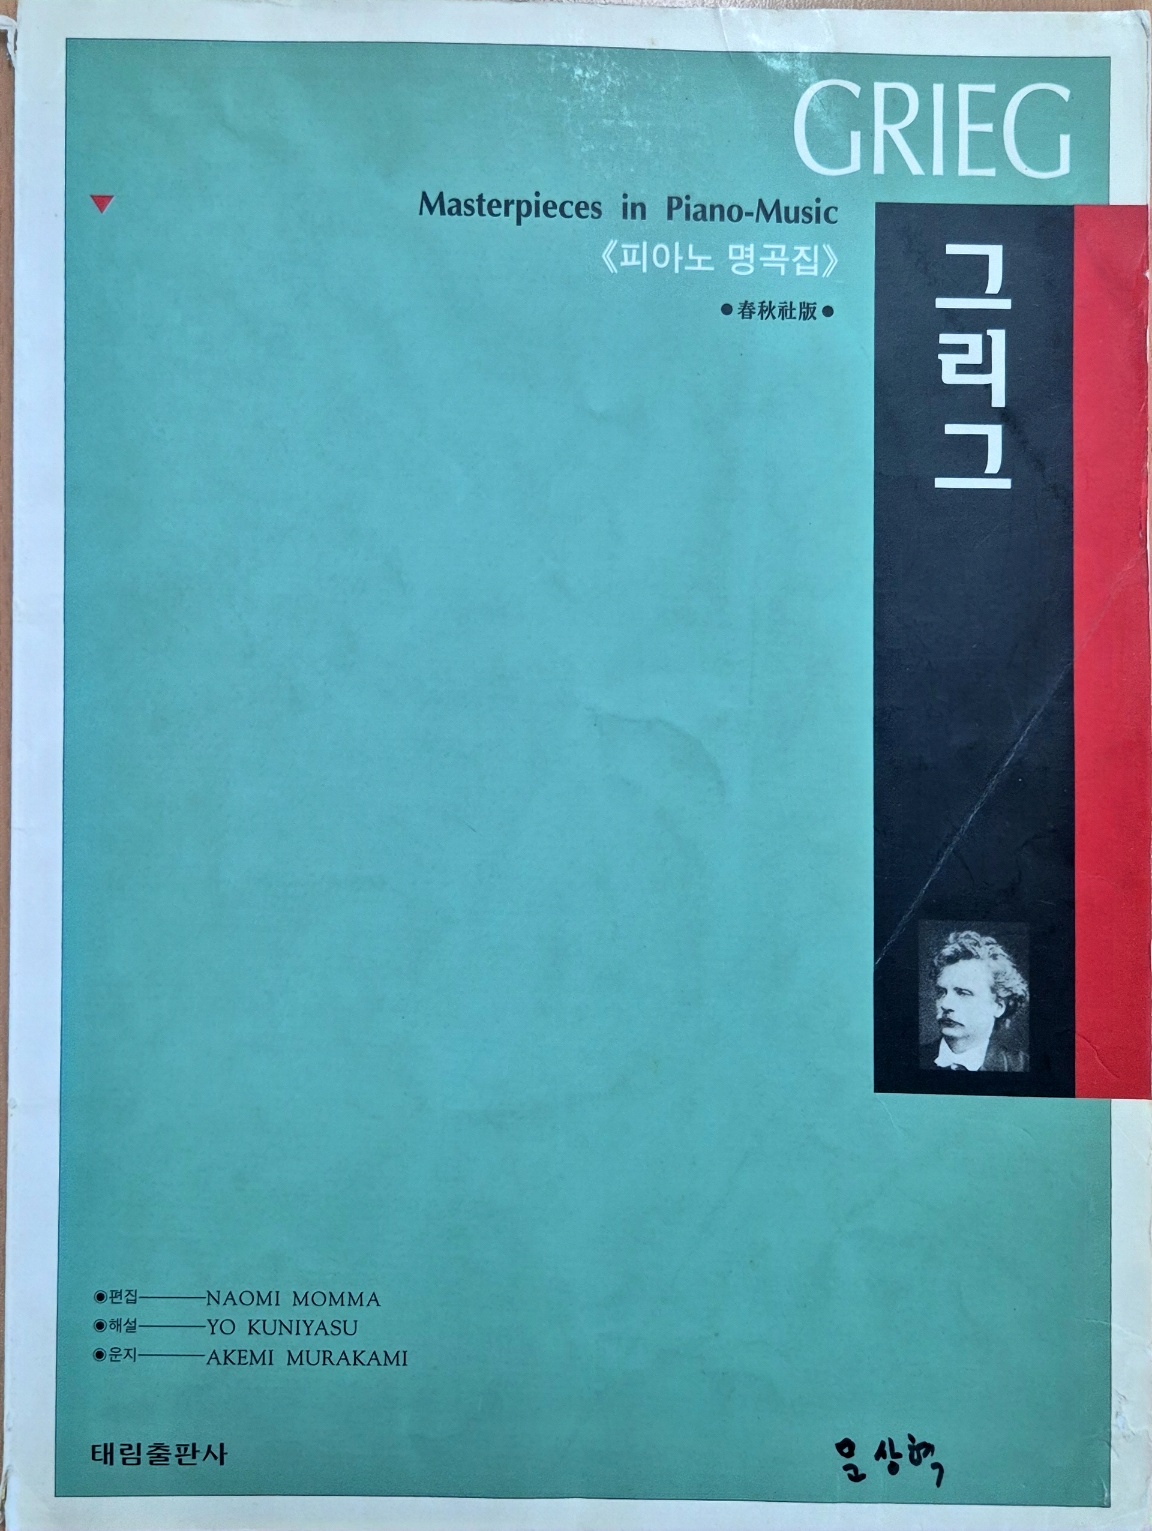 GRIEG
Masterpieces in Piano-Music
《피아노 명곡집》
●春秋社版●
그리그
◉편집———NAOMI MOMMA
◉해설———YO KUNIYASU
◉운지———AKEMI MURAKAMI
태림출판사
문상혁